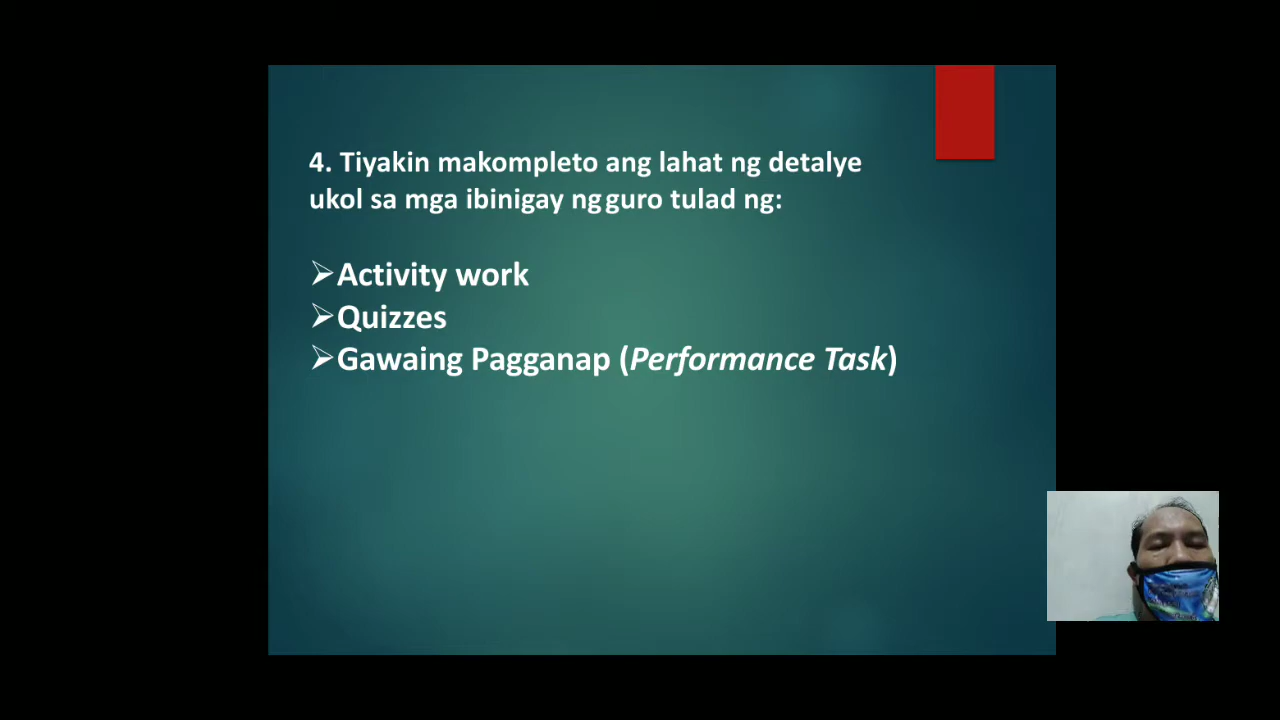 4. Tiyakin makompleto ang lahat ng detalye
ukol sa mga ibinigay ng guro tulad ng:
➢Activity work
➢Quizzes
➢Gawaing Pagganap (Performance Task)